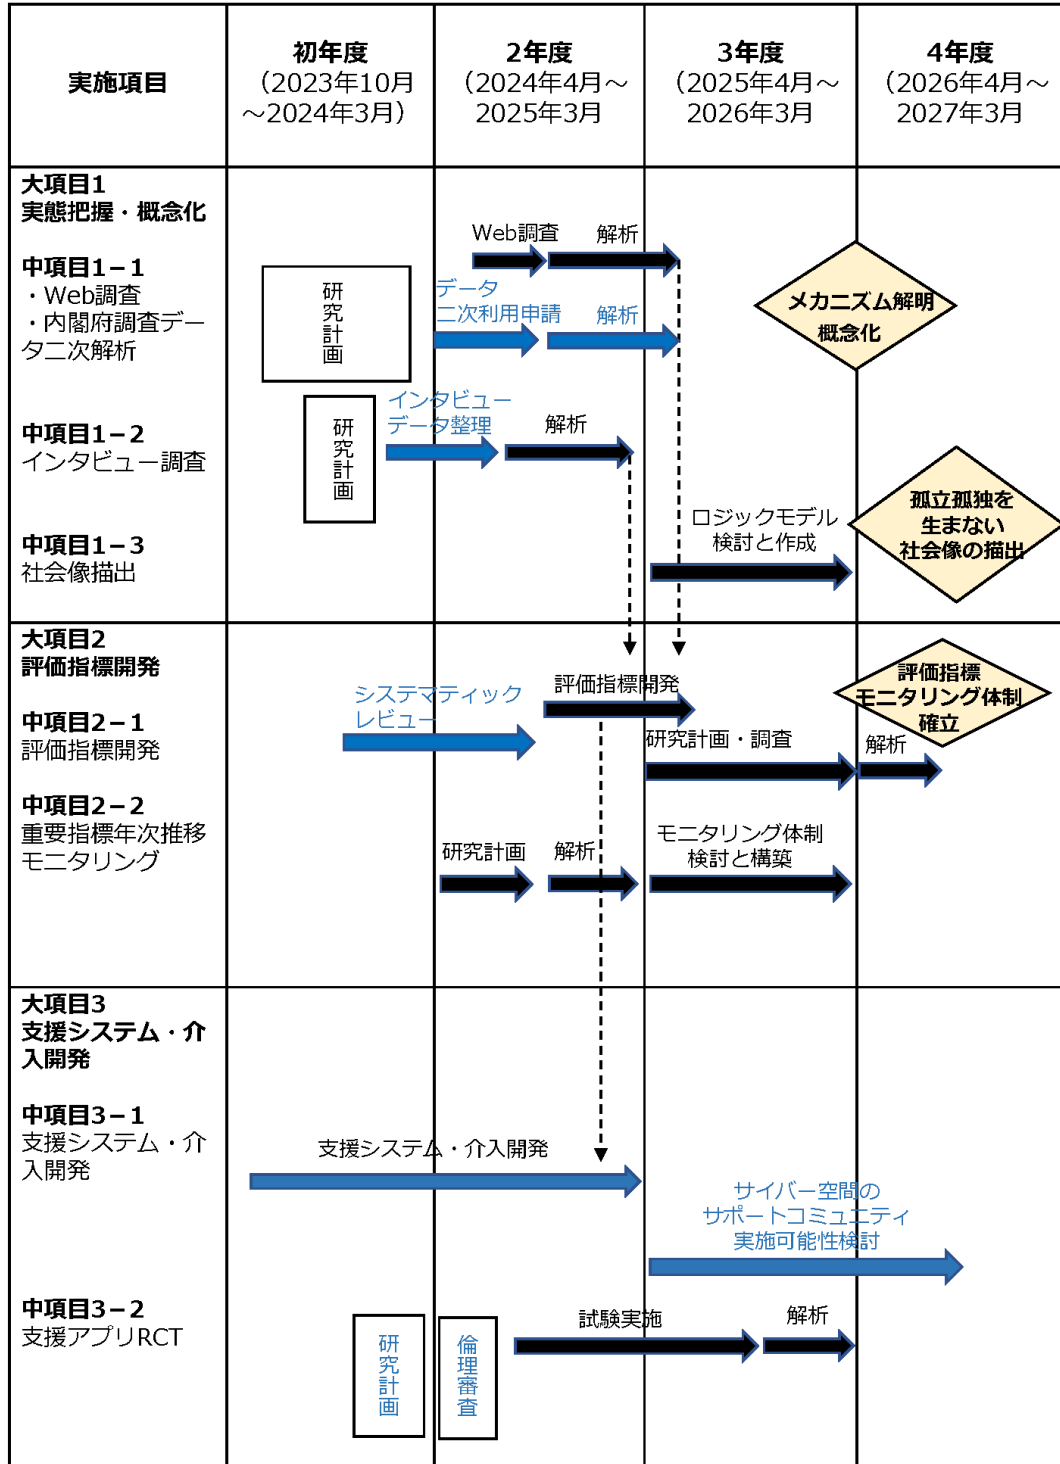 実施項目
初年度
（2023年10月
～2024年3月）
2年度
（2024年4月～
2025年3月
3年度
（2025年4月～
2026年3月
4年度
（2026年4月～
2027年3月
大項目1
実態把握・概念化
中項目1－1
・Web調査
・内閣府調査デー
タ二次解析
研究計画
Web調査
解析
データ
二次利用申請
解析
メカニズム解明
概念化
中項目1－2
インタビュー調査
研究計画
インタビュー
データ整理
解析
中項目1－3
社会像描出
ロジックモデル
検討と作成
孤立孤独を
生まない
社会像の描出
大項目2
評価指標開発
中項目2－1
評価指標開発
システマティック
レビュー
評価指標開発
研究計画・調査
解析
評価指標
モニタリング体制
確立
中項目2－2
重要指標年次推移
モニタリング
研究計画
解析
モニタリング体制
検討と構築
大項目3
支援システム・介
入開発
中項目3－1
支援システム・介
入開発
支援システム・介入開発
サイバー空間の
サポートコミュニティ
実施可能性検討
中項目3－2
支援アプリRCT
研究計画
倫理審査
試験実施
解析